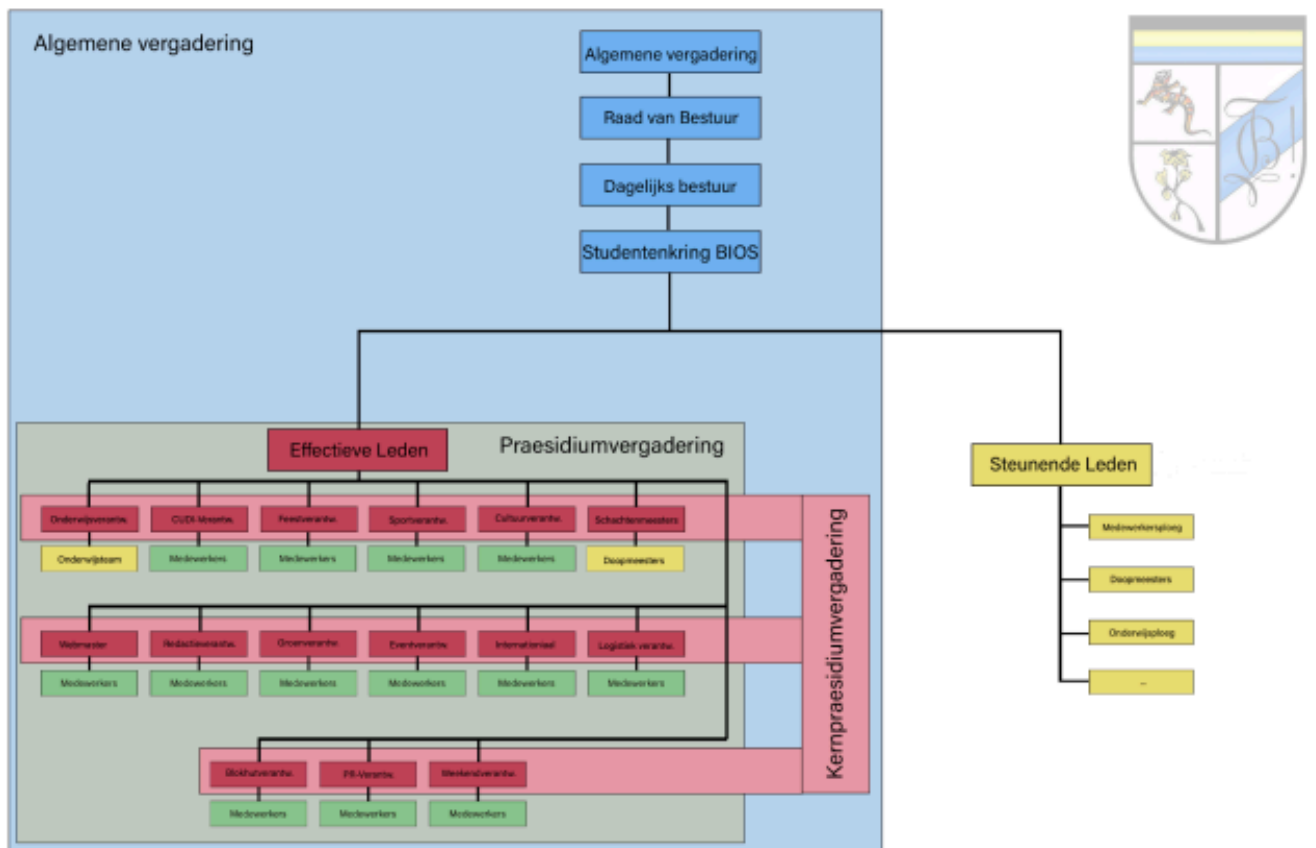 Algemene vergadering
Algemene vergadering
Raad van Bestuur
Dagelijks bestuur
Studentenkring BIOS
Effectieve Leden
Praesidiumvergadering
Steunende Leden
Kernpraesidiumvergadering
Onderwijsverantw.
CUDI-Verantw.
Feestverantw.
Sportverantw.
Cultuurverantw.
Schachtenmeesters
Onderwijsteam
Medewerkers
Medewerkers
Medewerkers
Medewerkers
Doopmeesters
Medewerkersploeg
Doopmeesters
Onderwijsploeg
...
Webmaster
Redactieverantw.
Groenverantw.
Eventverantw.
Internationaal
Logistiek verantw.
Medewerkers
Medewerkers
Medewerkers
Medewerkers
Medewerkers
Medewerkers
Blokhutverantw.
PR-Verantw.
Weekendverantw.
Medewerkers
Medewerkers
Medewerkers